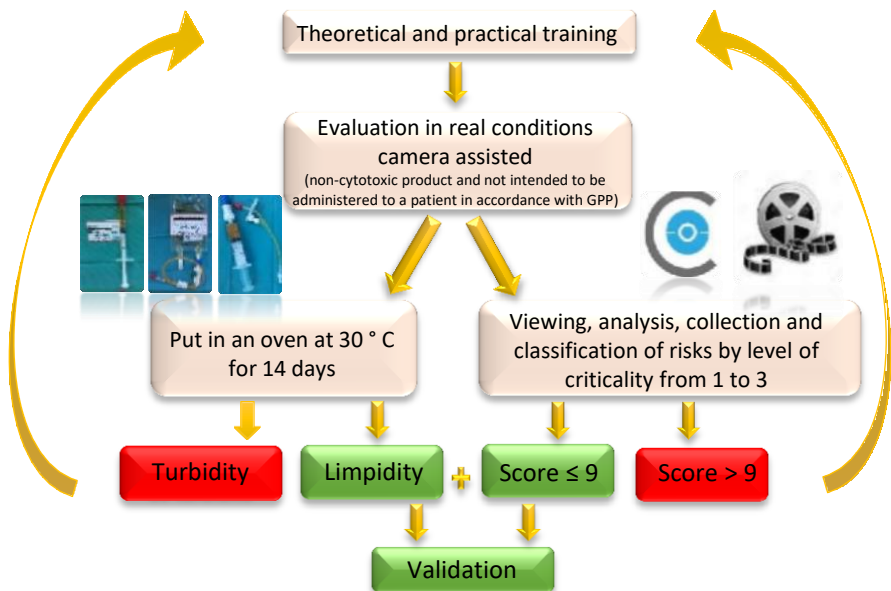 Theoretical and practical training
Evaluation in real conditions
camera assisted
(non-cytotoxic product and not intended to be
administered to a patient in accordance with GPP)
Put in an oven at 30 ° C
for 14 days
Viewing, analysis, collection and
classification of risks by level of
criticality from 1 to 3
Turbidity
Limpidity
+
Score ≤ 9
Score > 9
Validation